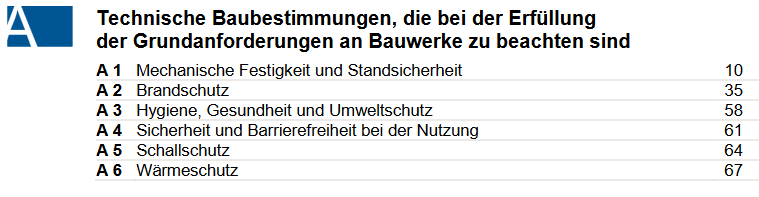 A
Technische Baubestimmungen, die bei der Erfüllung
der Grundanforderungen an Bauwerke zu beachten sind
A 1 Mechanische Festigkeit und Standsicherheit 10
A 2 Brandschutz 35
A 3 Hygiene, Gesundheit und Umweltschutz 58
A 4 Sicherheit und Barrierefreiheit bei der Nutzung 61
A 5 Schallschutz 64
A 6 Wärmeschutz 67